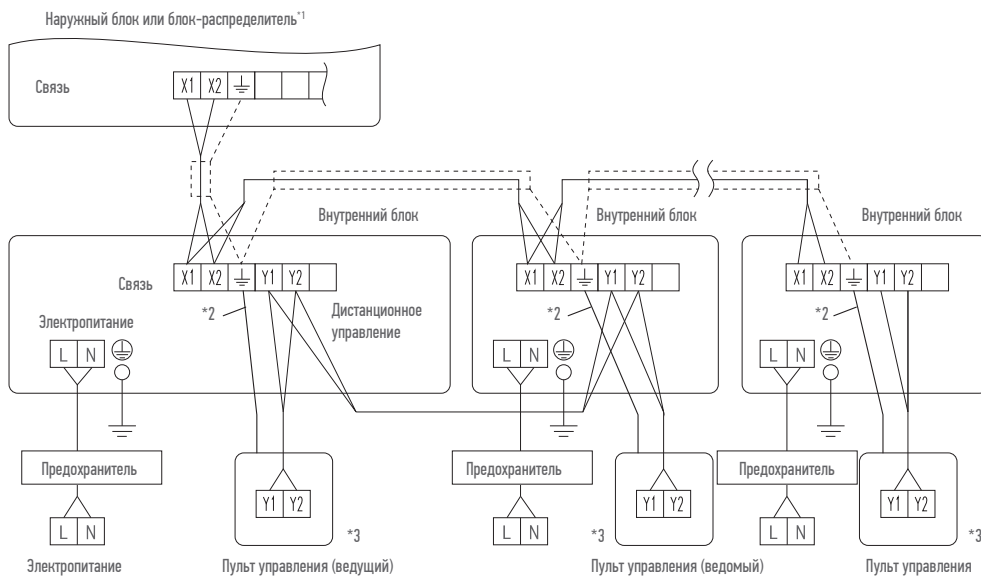 Наружный блок или блок-распределитель*1
Связь
X1 X2
Внутренний блок
Внутренний блок
Внутренний блок
Связь
X1 X2 Y1 Y2
X1 X2 Y1 Y2
X1 X2 Y1 Y2
*2
*2
*2
Дистанционное
управление
Электропитание
L N
L N
L N
Предохранитель
Предохранитель
Предохранитель
Y1 Y2
Y1 Y2
Y1 Y2
L N
L N
L N
*3
*3
*3
Электропитание
Пульт управления (ведущий)
Пульт управления (ведомый)
Пульт управления